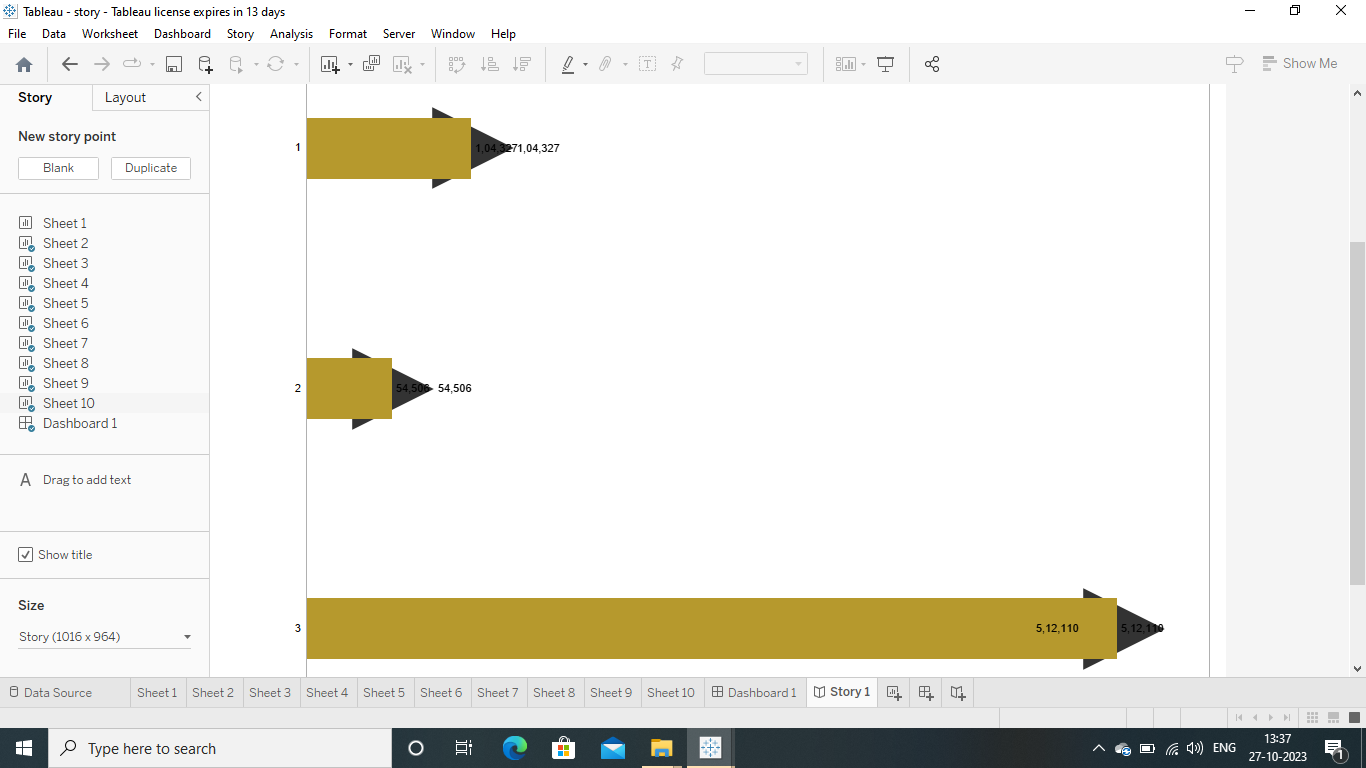 Tableau - story - Tableau license expires in 13 days
File Data Worksheet Dashboard Story Analysis Format Server Window Help
Show Me
Story Layout
New story point
Blank Duplicate
Sheet 1
Sheet 2
Sheet 3
Sheet 4
Sheet 5
Sheet 6
Sheet 7
Sheet 8
Sheet 9
Sheet 10
Dashboard 1
A Drag to add text
Show title
Size
Story (1016 x 964)
1 1,04,327 1,04,327
2 54,506 54,506
3 5,12,110 5,12,110
Data Source Sheet 1 Sheet 2 Sheet 3 Sheet 4 Sheet 5 Sheet 6 Sheet 7 Sheet 8 Sheet 9 Sheet 10 Dashboard 1 Story 1
Type here to search
ENG
13:37
27-10-2023
1